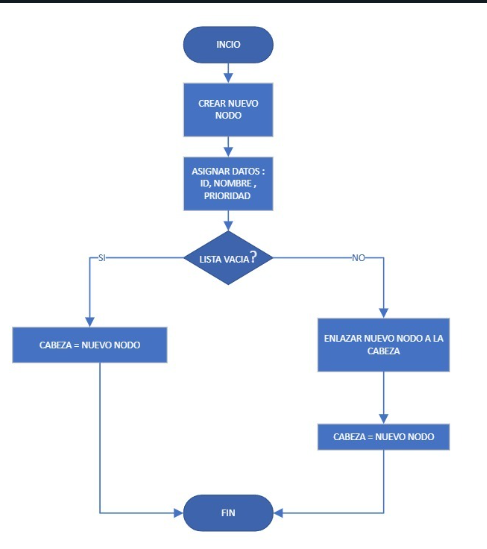 INCIO
CREAR NUEVO
NODO
ASIGNAR DATOS :
ID, NOMBRE ,
PRIORIDAD
LISTA VACIA?
SI
NO
CABEZA = NUEVO NODO
ENLAZAR NUEVO NODO A LA
CABEZA
CABEZA = NUEVO NODO
FIN